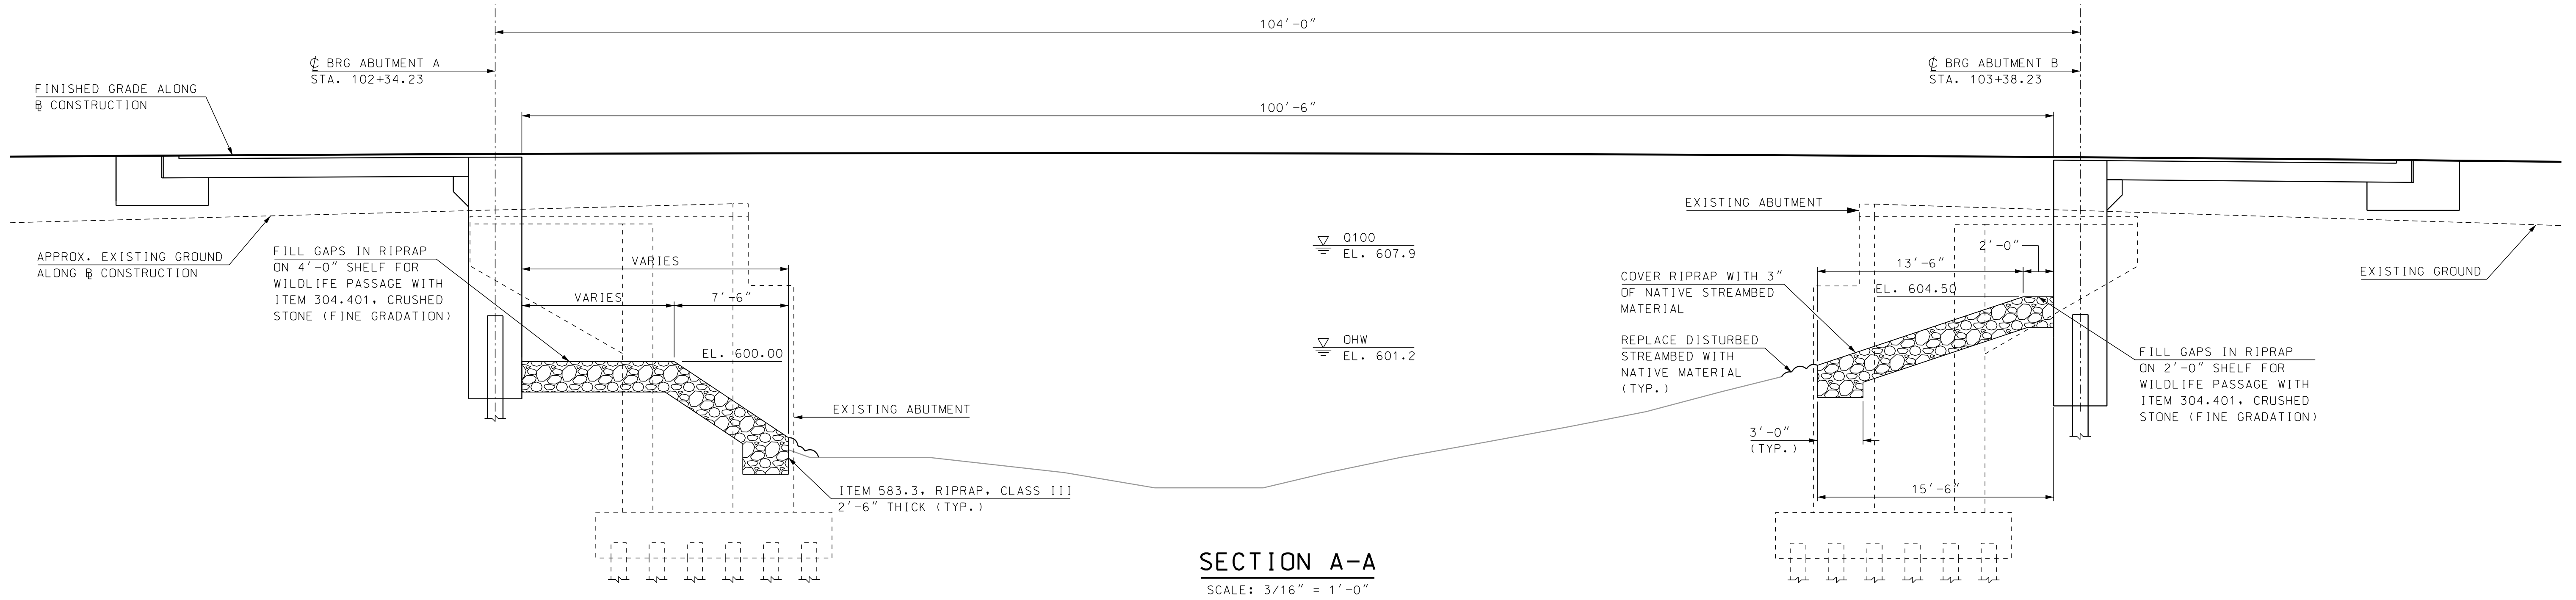 104'-0"
℄ BRG ABUTMENT A
STA. 102+34.23
℄ BRG ABUTMENT B
STA. 103+38.23
FINISHED GRADE ALONG
℄ CONSTRUCTION
100'-6"
APPROX. EXISTING GROUND
ALONG ℄ CONSTRUCTION
FILL GAPS IN RIPRAP
ON 4'-0" SHELF FOR
WILDLIFE PASSAGE WITH
ITEM 304.401, CRUSHED
STONE (FINE GRADATION)
VARIES
VARIES
7'-6"
EL. 600.00
EXISTING ABUTMENT
ITEM 583.3, RIPRAP, CLASS III
2'-6" THICK (TYP.)
Q100
EL. 607.9
OHW
EL. 601.2
EXISTING ABUTMENT
2'-0"
13'-6"
EL. 604.50
COVER RIPRAP WITH 3"
OF NATIVE STREAMBED
MATERIAL
REPLACE DISTURBED
STREAMBED WITH
NATIVE MATERIAL
(TYP.)
3'-0"
(TYP.)
15'-6"
EXISTING GROUND
FILL GAPS IN RIPRAP
ON 2'-0" SHELF FOR
WILDLIFE PASSAGE WITH
ITEM 304.401, CRUSHED
STONE (FINE GRADATION)
SECTION A-A
SCALE: 3/16" = 1'-0"